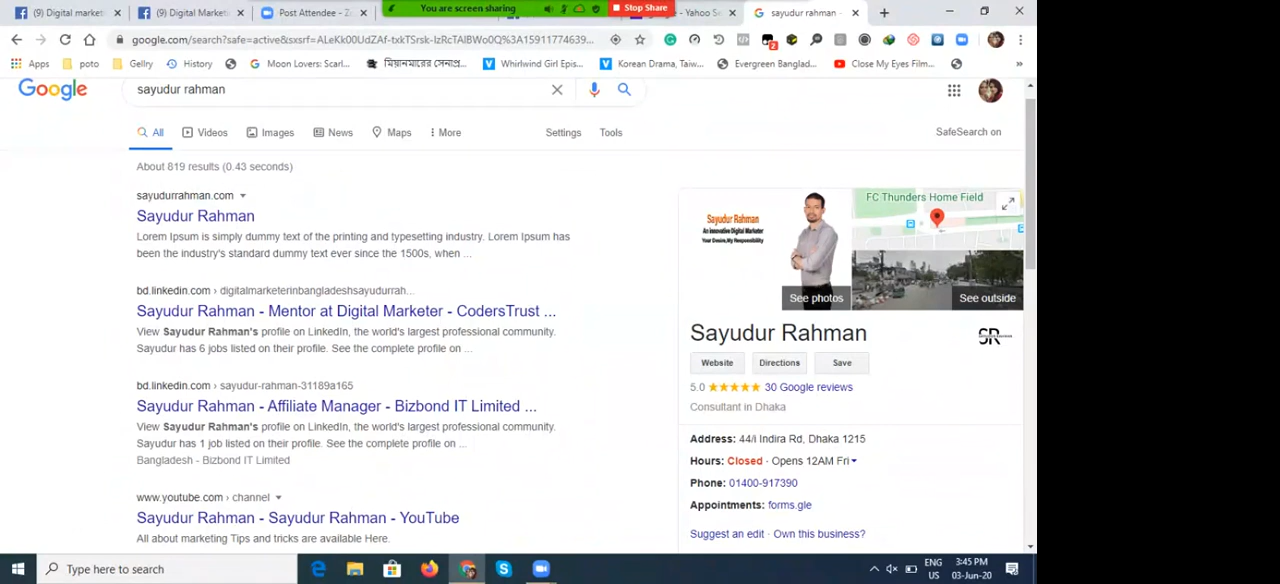 (9) Digital market
(9) Digital Market
Post Attendee - Z
You are screen sharing
Stop Share
- Yahoo S
sayudur rahman -
google.com/search?safe=active&sxsrf=ALeKk00UdZAf-txkTSrsk-IzRcTAlBWo0Q%3A15911774639...
Apps
poto
Gellry
History
Moon Lovers: Scarl...
মিয়ানমারের সেনাপ্র...
Whirlwind Girl Epis...
Korean Drama, Taiw...
Evergreen Banglad...
Close My Eyes Film...
»
Google
sayudur rahman
All
Videos
Images
News
Maps
More
Settings
Tools
SafeSearch on
About 819 results (0.43 seconds)
sayudurrahman.com
Sayudur Rahman
Lorem Ipsum is simply dummy text of the printing and typesetting industry. Lorem Ipsum has
been the industry's standard dummy text ever since the 1500s, when ...
bd.linkedin.com › digitalmarketerinbangladeshsayudurrah...
Sayudur Rahman - Mentor at Digital Marketer - CodersTrust ...
View Sayudur Rahman's profile on LinkedIn, the world's largest professional community.
Sayudur has 6 jobs listed on their profile. See the complete profile on ...
bd.linkedin.com › sayudur-rahman-31189a165
Sayudur Rahman - Affiliate Manager - Bizbond IT Limited ...
View Sayudur Rahman's profile on LinkedIn, the world's largest professional community.
Sayudur has 1 job listed on their profile. See the complete profile on ...
Bangladesh - Bizbond IT Limited
www.youtube.com › channel
Sayudur Rahman - Sayudur Rahman - YouTube
All about marketing Tips and tricks are available Here.
Sayudur Rahman
An innovative Digital Marketer
Your Desire,My Responsibility
FC Thunders Home Field
See photos
See outside
Sayudur Rahman
SR
Website
Directions
Save
5.0 ★★★★★ 30 Google reviews
Consultant in Dhaka
Address: 44/i Indira Rd, Dhaka 1215
Hours: Closed · Opens 12AM Fri
Phone: 01400-917390
Appointments: forms.gle
Suggest an edit · Own this business?
Type here to search
ENG
US
3:45 PM
03-Jun-20